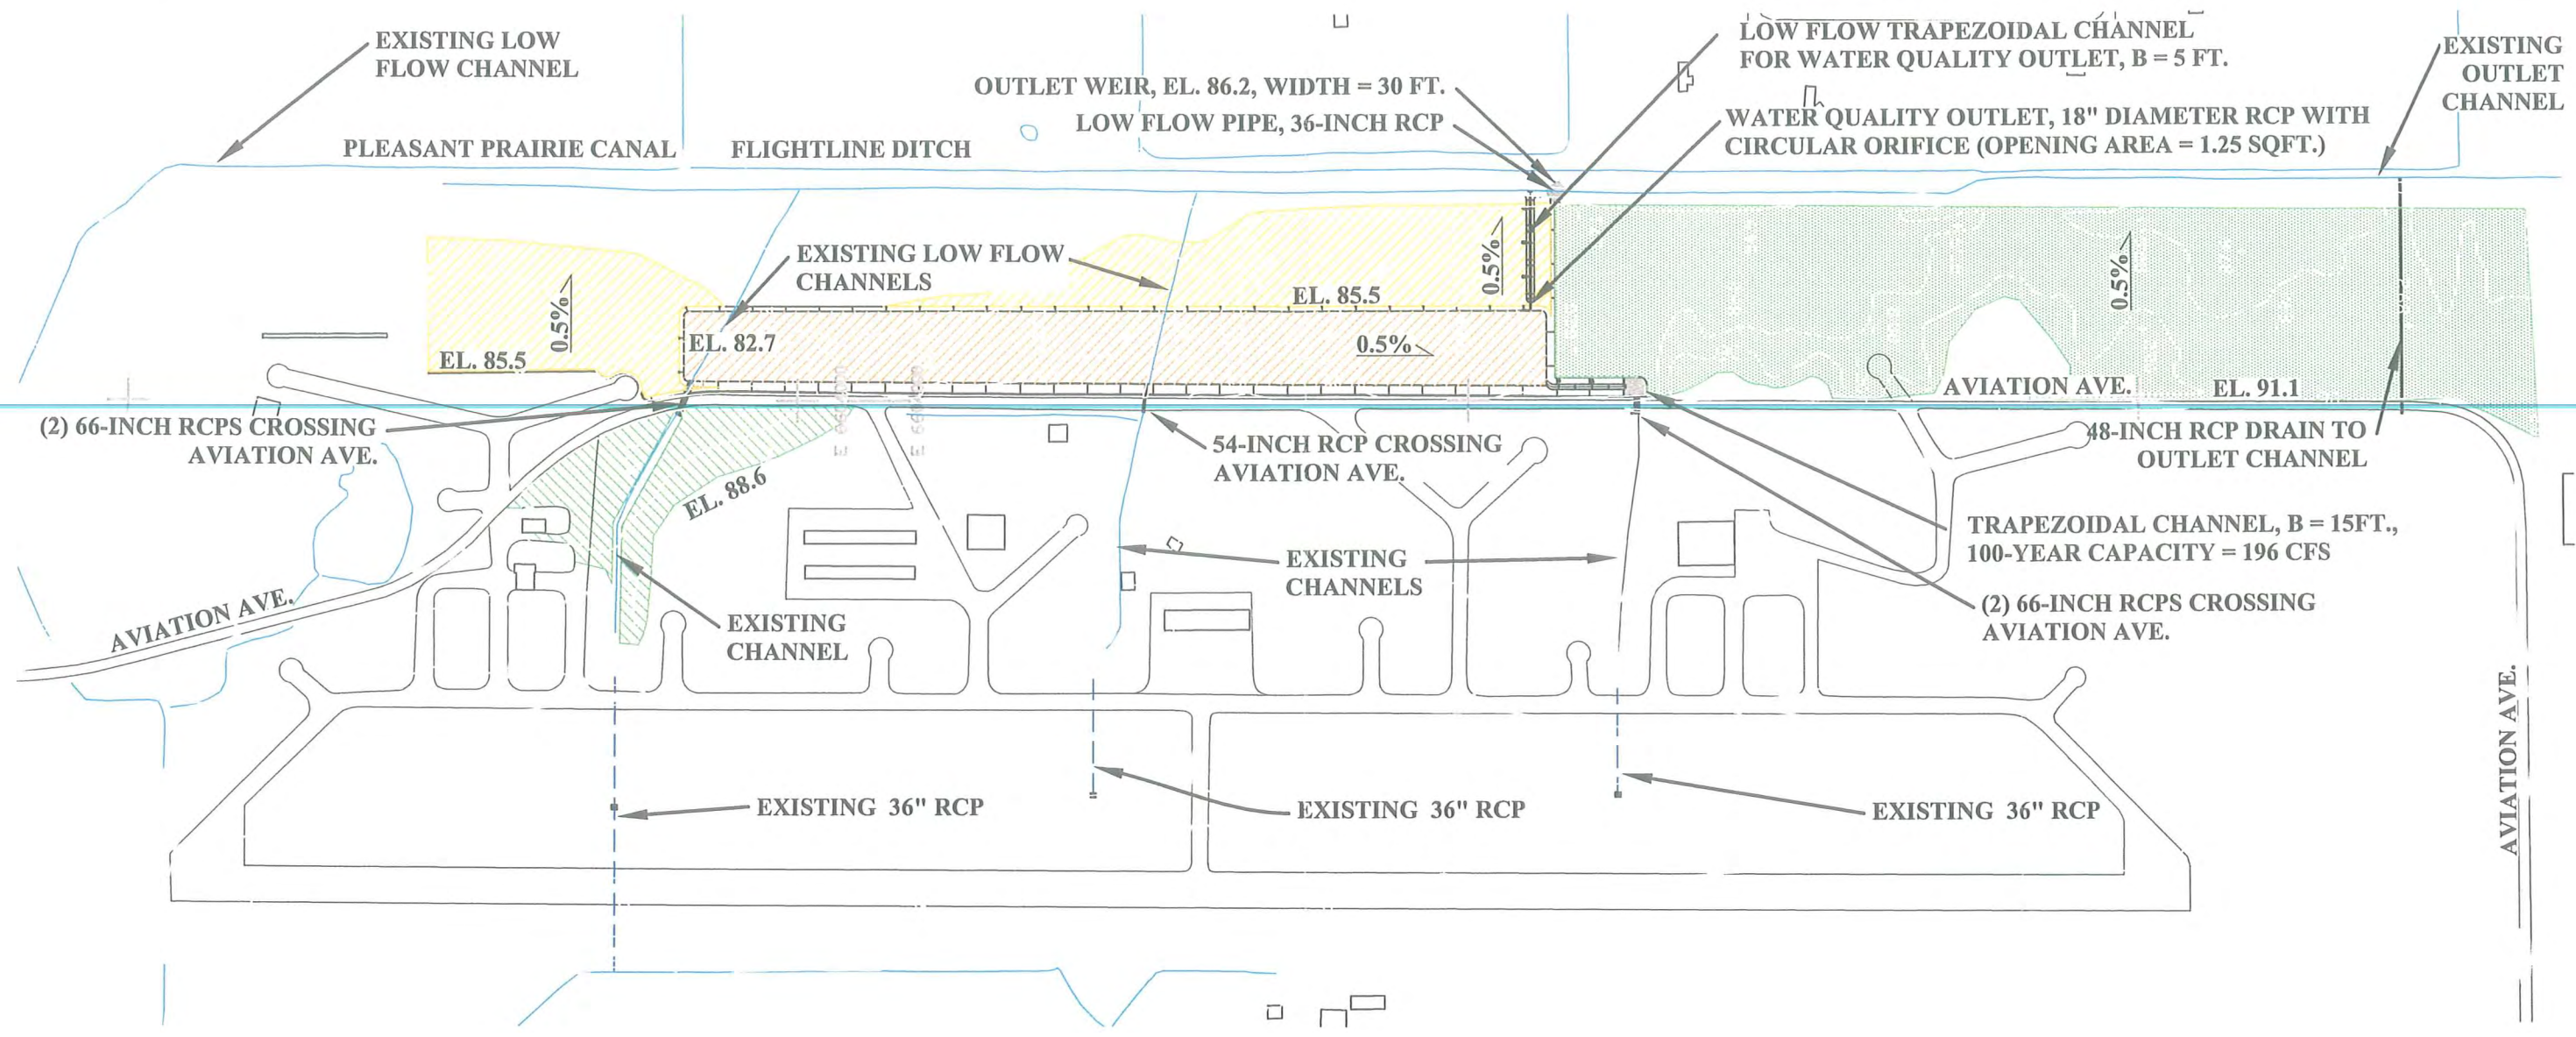 EXISTING LOW
FLOW CHANNEL
OUTLET WEIR, EL. 86.2, WIDTH = 30 FT.
LOW FLOW PIPE, 36-INCH RCP
LOW FLOW TRAPEZOIDAL CHANNEL
FOR WATER QUALITY OUTLET, B = 5 FT.
EXISTING
OUTLET
CHANNEL
WATER QUALITY OUTLET, 18" DIAMETER RCP WITH
CIRCULAR ORIFICE (OPENING AREA = 1.25 SQFT.)
PLEASANT PRAIRIE CANAL
FLIGHTLINE DITCH
EXISTING LOW FLOW
CHANNELS
0.5%
EL. 85.5
EL. 85.5
0.5%
0.5%
EL. 82.7
0.5%
AVIATION AVE.
EL. 91.1
(2) 66-INCH RCPS CROSSING
AVIATION AVE.
54-INCH RCP CROSSING
AVIATION AVE.
48-INCH RCP DRAIN TO
OUTLET CHANNEL
EL. 88.6
TRAPEZOIDAL CHANNEL, B = 15FT.,
100-YEAR CAPACITY = 196 CFS
EXISTING
CHANNELS
(2) 66-INCH RCPS CROSSING
AVIATION AVE.
AVIATION AVE.
EXISTING
CHANNEL
AVIATION AVE.
EXISTING 36" RCP
EXISTING 36" RCP
EXISTING 36" RCP